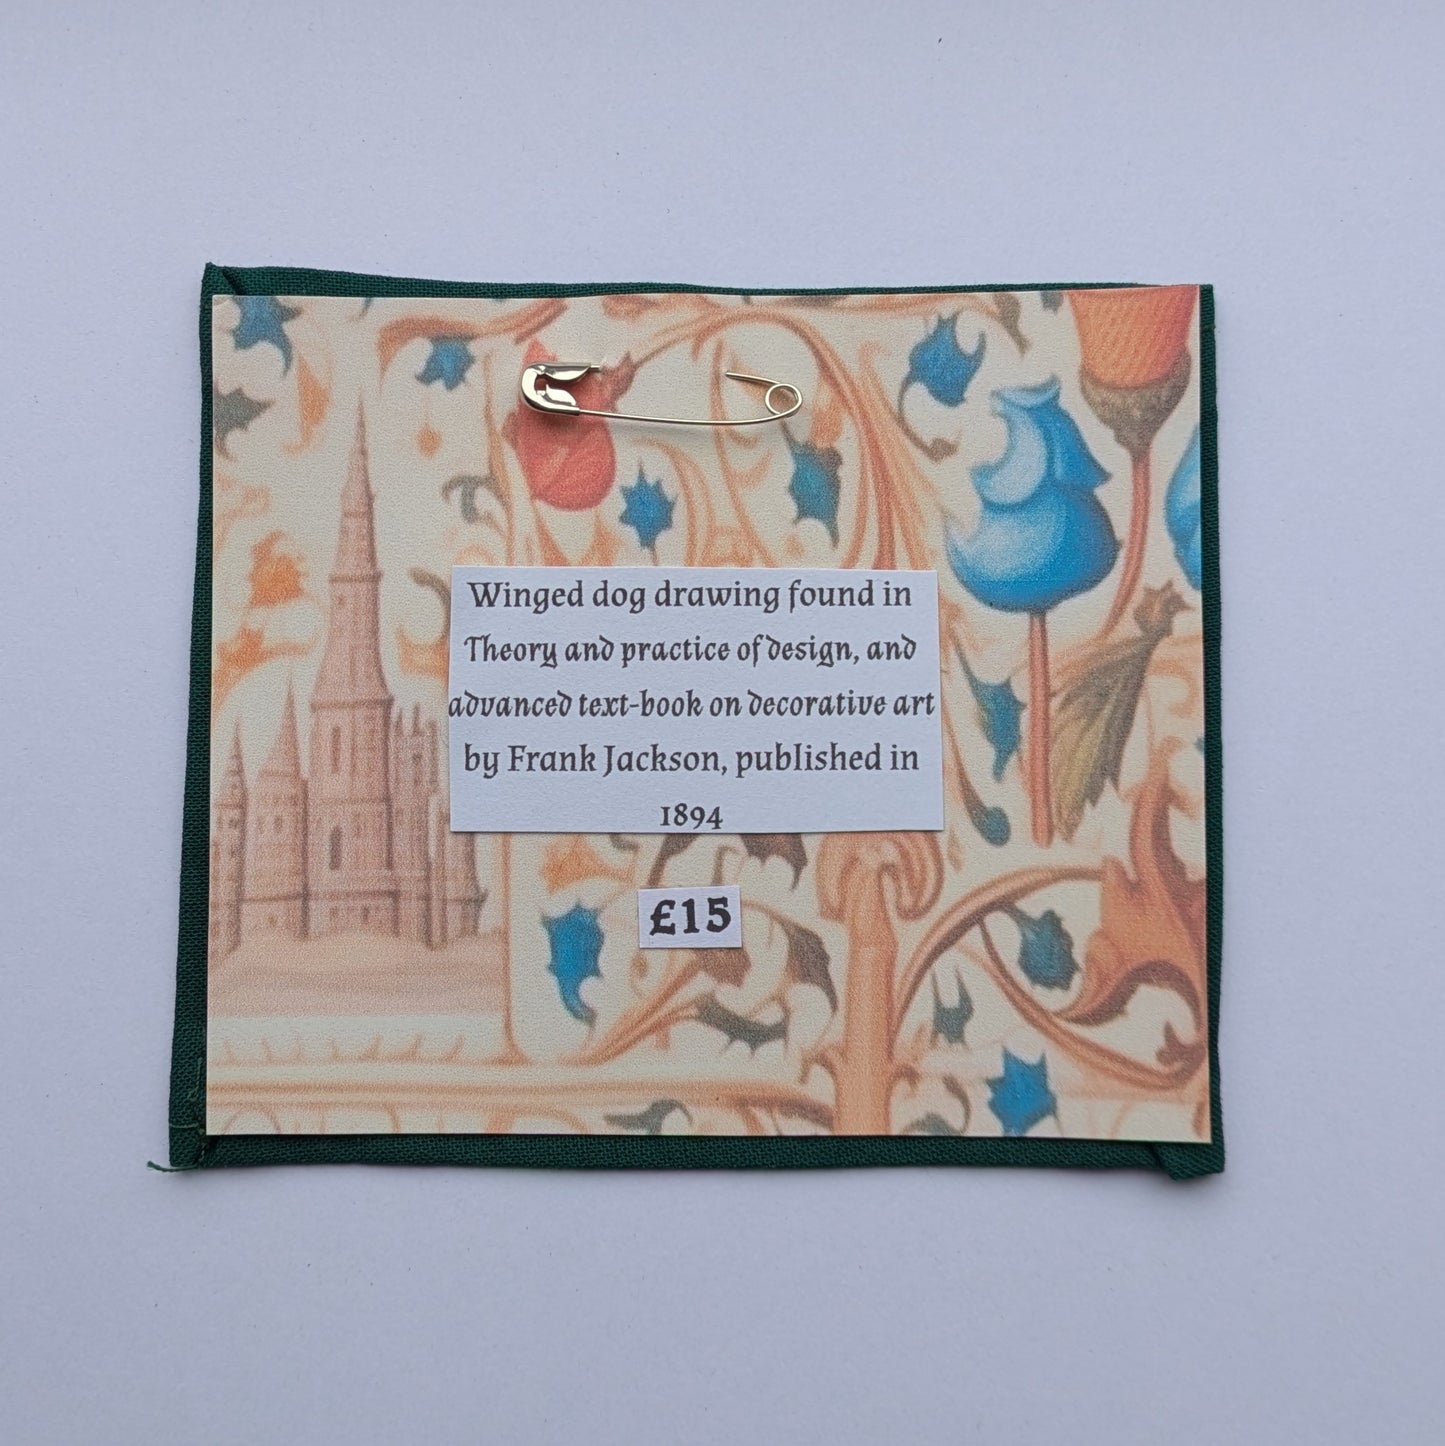 Winged dog drawing found in
Theory and practice of design, and
advanced text-book on decorative art
by Frank Jackson, published in
1894
£15